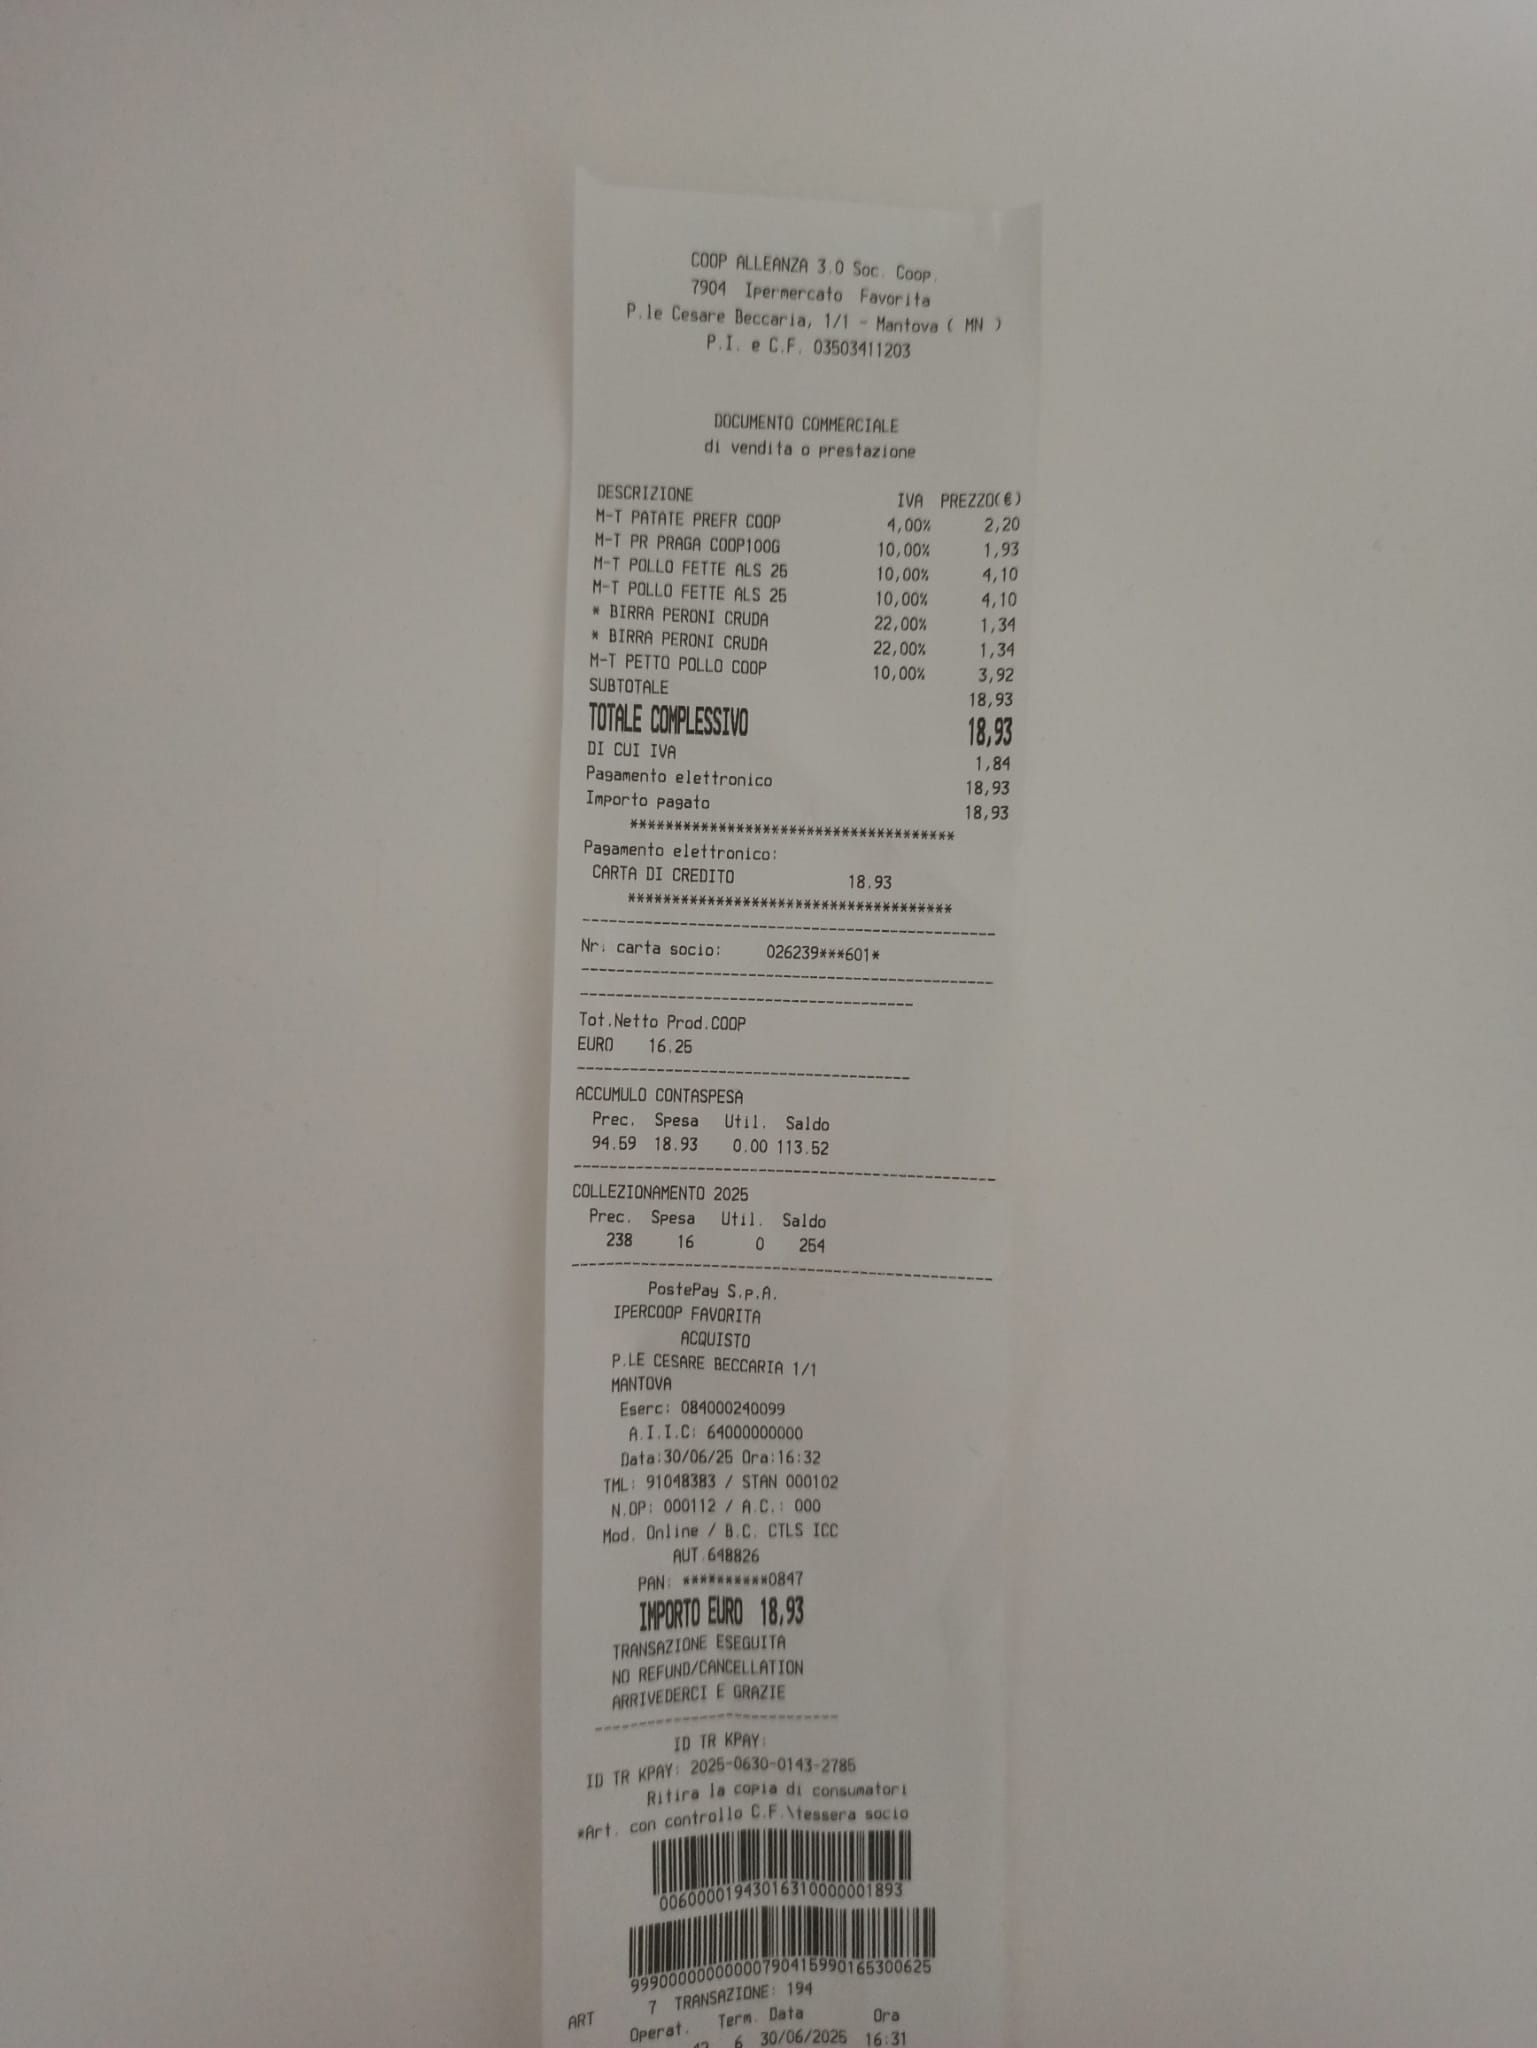 COOP ALLEANZA 3.0 Soc. Coop.
7904 Ipermercato Favorita
P.le Cesare Beccaria, 1/1 - Mantova ( MN )
P.I. e C.F. 03503411203
DOCUMENTO COMMERCIALE
di vendita o prestazione
DESCRIZIONE IVA PREZZO(€)
M-T PATATE PREFR COOP 4,00% 2,20
M-T PR PRAGA COOP100G 10,00% 1,93
M-T POLLO FETTE ALS 25 10,00% 4,10
M-T POLLO FETTE ALS 25 10,00% 4,10
* BIRRA PERONI CRUDA 22,00% 1,34
* BIRRA PERONI CRUDA 22,00% 1,34
M-T PETTO POLLO COOP 10,00% 3,92
SUBTOTALE 18,93
TOTALE COMPLESSIVO 18,93
DI CUI IVA 1,84
Pagamento elettronico 18,93
Importo pagato 18,93
*************************************
Pagamento elettronico:
CARTA DI CREDITO 18.93
*************************************
-----------------------------------------------
Nr. carta socio: 026239***601*
-----------------------------------------------
--------------------------------------
Tot.Netto Prod.COOP
EURO 16.25
--------------------------------------
ACCUMULO CONTASPESA
Prec. Spesa Util. Saldo
94.59 18.93 0.00 113.52
-----------------------------------------------
COLLEZIONAMENTO 2025
Prec. Spesa Util. Saldo
238 16 0 254
-----------------------------------------------
PostePay S.p.A.
IPERCOOP FAVORITA
ACQUISTO
P.LE CESARE BECCARIA 1/1
MANTOVA
Eserc: 084000240099
A.I.I.C: 64000000000
Data:30/06/25 Ora:16:32
TML: 91048383 / STAN 000102
N.OP: 000112 / A.C.: 000
Mod. Online / B.C. CTLS ICC
AUT.648826
PAN: **********0847
IMPORTO EURO 18,93
TRANSAZIONE ESEGUITA
NO REFUND/CANCELLATION
ARRIVEDERCI E GRAZIE
----------------------------
ID TR KPAY:
ID TR KPAY: 2025-0630-0143-2785
Ritira la copia di consumatori
*Art. con controllo C.F.\tessera socio
00600001943016310000001893
9990000000000079041599016530062​5
ART 7 TRANSAZIONE: 194
Operat. Term. Data Ora
6 30/06/2025 16:31